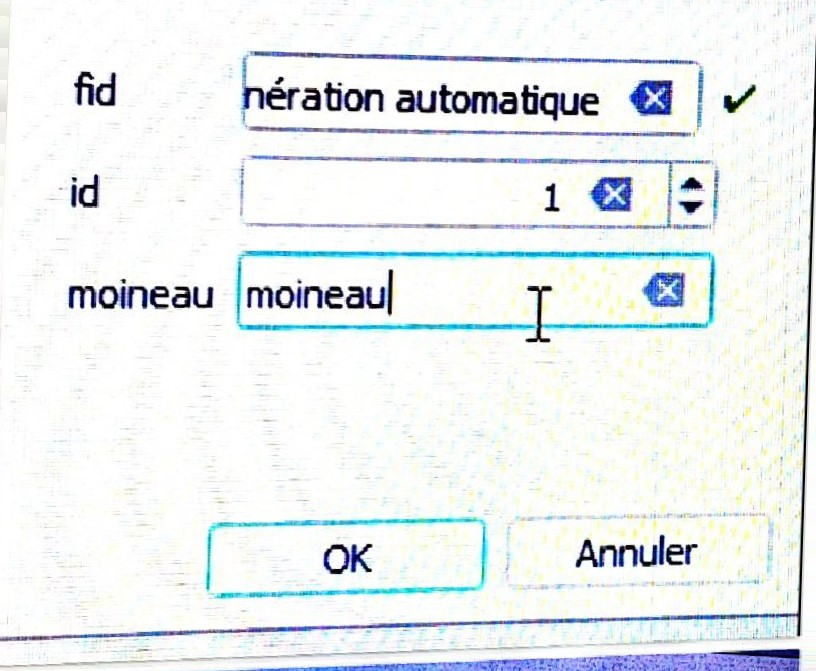 fid nération automatique
id 1
moineau moineau
OK Annuler